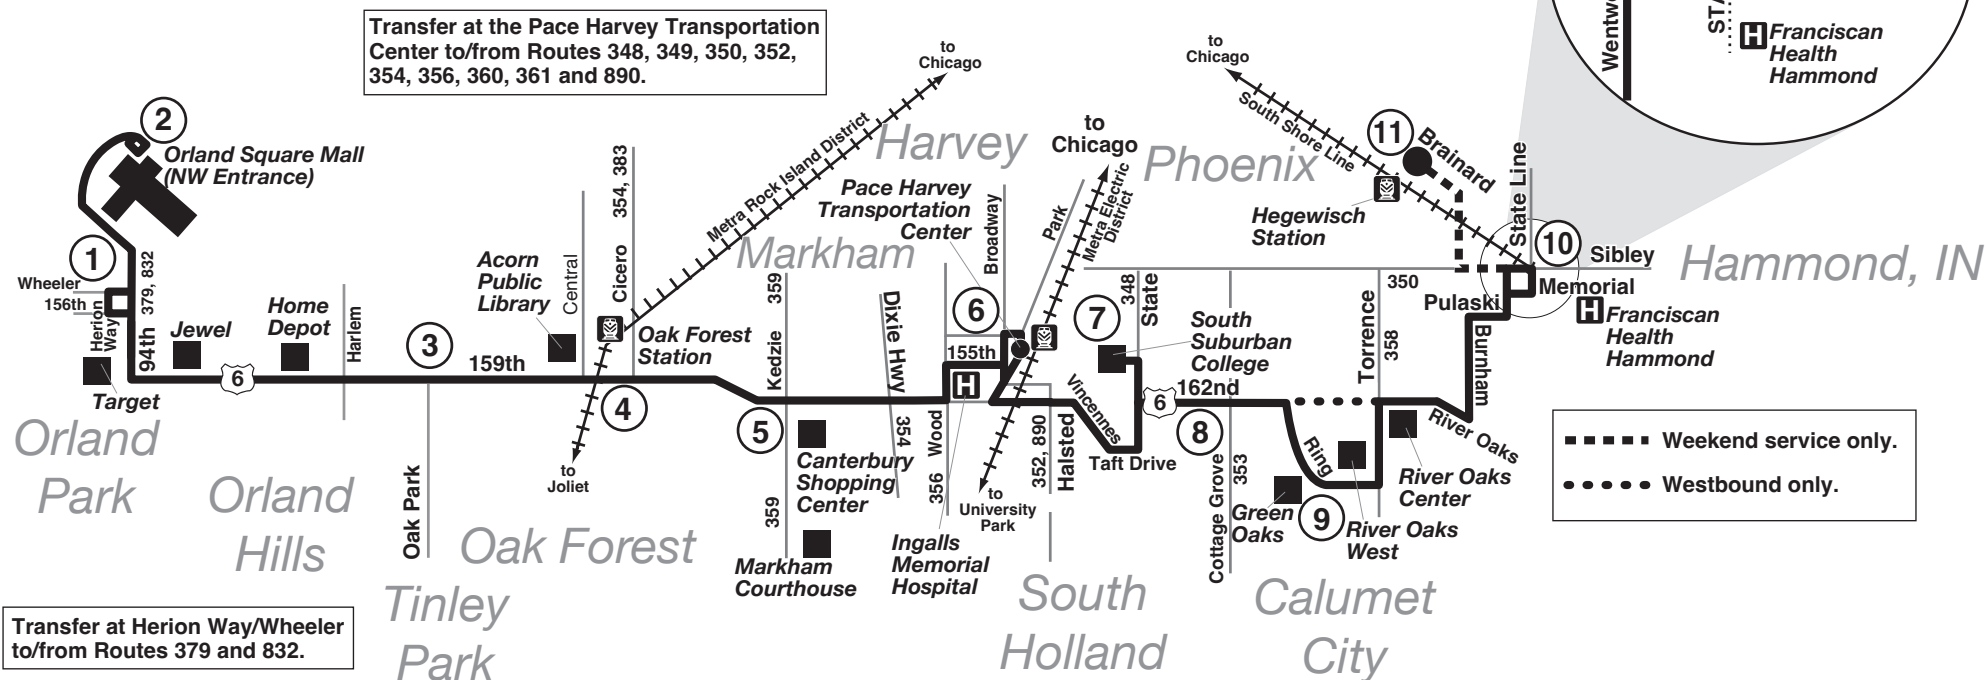 Transfer at the Pace Harvey Transportation
Center to/from Routes 348, 349, 350, 352,
354, 356, 360, 361 and 890.
Wentwo
STA
H
Franciscan
Health
Hammond
2
Orland Square Mall
(NW Entrance)
1
Wheeler
156th
Herion
Way
379, 832
94th
Target
Jewel
6
Home
Depot
Harlem
3
159th
Acorn
Public
Library
Central
354, 383
Cicero
Metra Rock Island District
to
Chicago
Oak Forest
Station
4
to
Joliet
Oak Park
Orland
Park
Orland
Hills
Tinley
Park
Oak Forest
Markham
Harvey
Phoenix
5
Kedzie
359
359
Canterbury
Shopping
Center
Markham
Courthouse
Dixie Hwy
354
356
Wood
155th
H
Ingalls
Memorial
Hospital
Pace Harvey
Transportation
Center
6
Broadway
Park
to
Chicago
Metra Electric
District
to
University
Park
352, 890
Halsted
Vincennes
Taft Drive
7
348
State
South
Suburban
College
6
162nd
8
Cottage Grove
353
Ring
Green
Oaks
9
River Oaks
West
River Oaks
Center
Torrence
358
350
River Oaks
Burnham
Pulaski
Memorial
State Line
10
Sibley
H
Franciscan
Health
Hammond
Hammond, IN
to
Chicago
South Shore Line
11
Brainard
Hegewisch
Station
South
Holland
Calumet
City
Weekend service only.
Westbound only.
Transfer at Herion Way/Wheeler
to/from Routes 379 and 832.